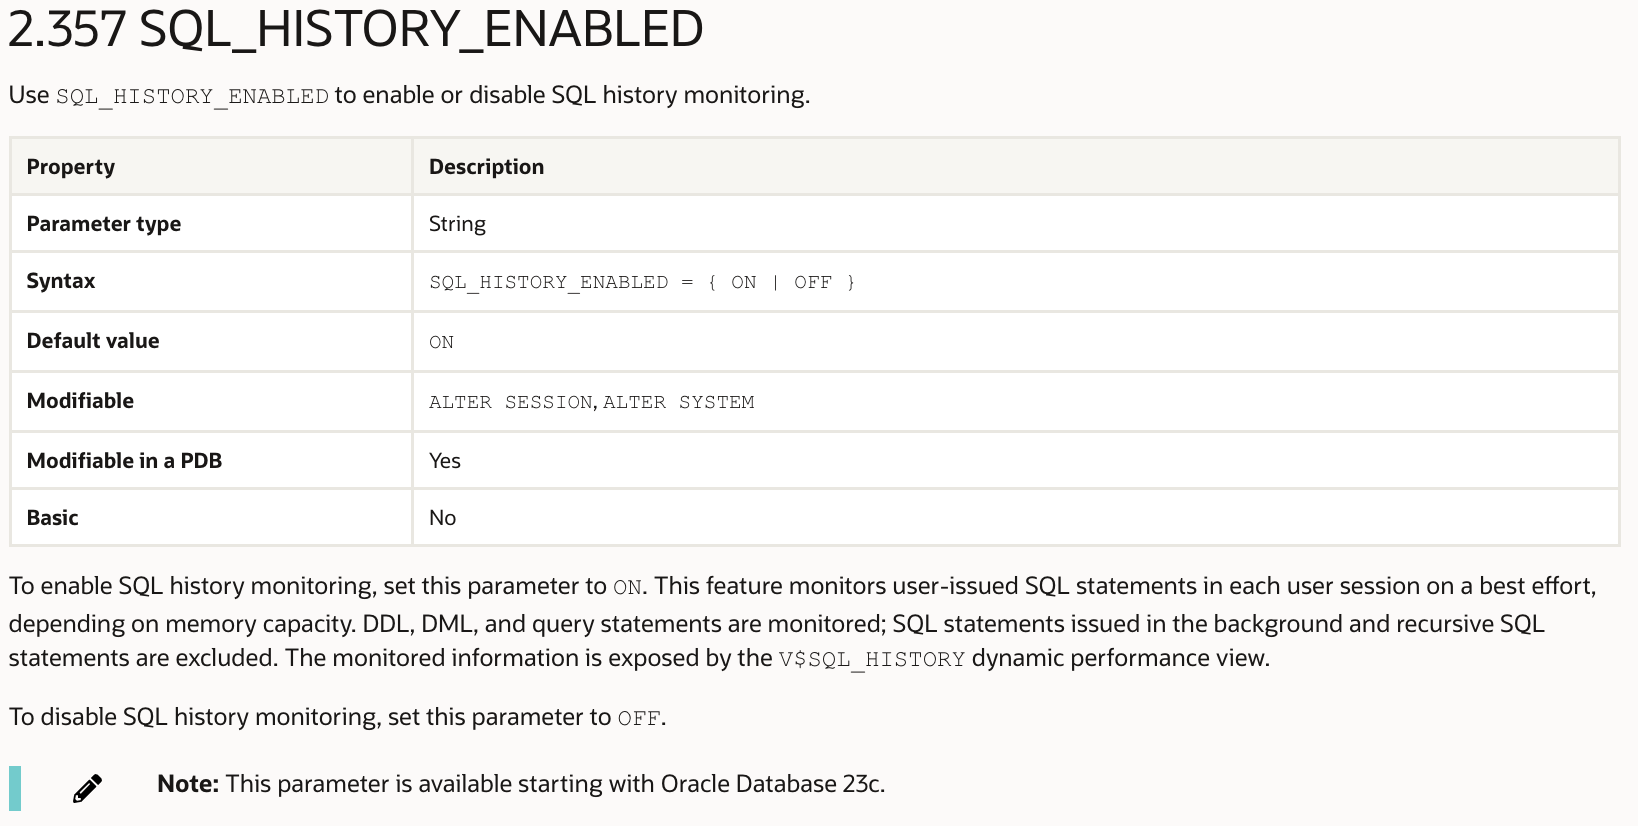 2.357 SQL_HISTORY_ENABLED
Use SQL_HISTORY_ENABLED to enable or disable SQL history monitoring.
Property Description
Parameter type String
Syntax SQL_HISTORY_ENABLED = { ON | OFF }
Default value ON
Modifiable ALTER SESSION, ALTER SYSTEM
Modifiable in a PDB Yes
Basic No
To enable SQL history monitoring, set this parameter to ON. This feature monitors user-issued SQL statements in each user session on a best effort,
depending on memory capacity. DDL, DML, and query statements are monitored; SQL statements issued in the background and recursive SQL
statements are excluded. The monitored information is exposed by the V$SQL_HISTORY dynamic performance view.
To disable SQL history monitoring, set this parameter to OFF.
Note: This parameter is available starting with Oracle Database 23c.